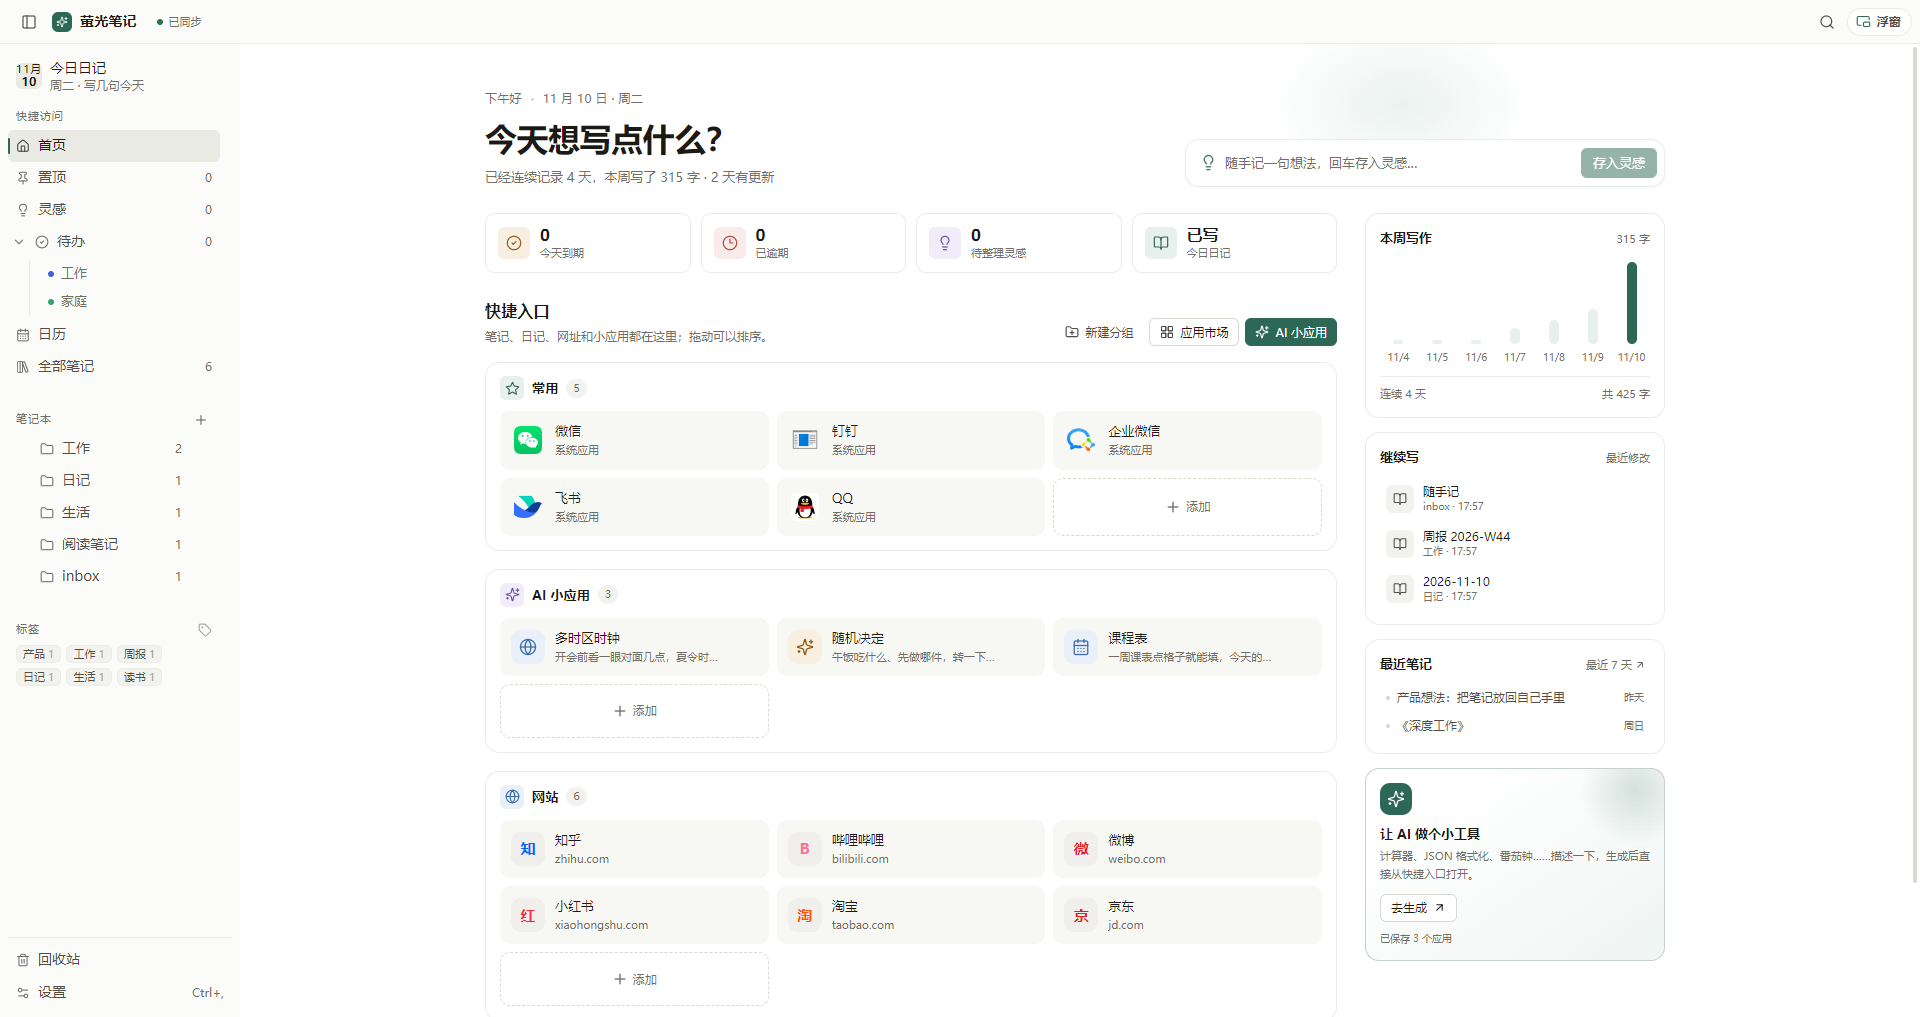 萤光笔记
已同步
浮窗
11月
10
今日日记
周二 · 写几句今天
快捷访问
首页
置顶 0
灵感 0
待办 0
工作
家庭
日历
全部笔记 6
笔记本
工作 2
日记 1
生活 1
阅读笔记 1
inbox 1
标签
产品 1 工作 1 周报 1
日记 1 生活 1 读书 1
回收站
设置 Ctrl+,
下午好 · 11 月 10 日 · 周二
今天想写点什么？
已经连续记录 4 天，本周写了 315 字 · 2 天有更新
随手记一句想法，回车存入灵感…
存入灵感
0
今天到期
0
已逾期
0
待整理灵感
已写
今日日记
快捷入口
笔记、日记、网址和小应用都在这里；拖动可以排序。
新建分组
应用市场
AI 小应用
常用 5
微信
系统应用
钉钉
系统应用
企业微信
系统应用
飞书
系统应用
QQ
系统应用
添加
AI 小应用 3
多时区时钟
开会前看一眼对面几点，夏令时...
随机决定
午饭吃什么、先做哪件，转一下...
课程表
一周课表点格子就能填，今天的...
添加
网站 6
知
知乎
zhihu.com
B
哔哩哔哩
bilibili.com
微
微博
weibo.com
红
小红书
xiaohongshu.com
淘
淘宝
taobao.com
京
京东
jd.com
添加
本周写作 315 字
11/4 11/5 11/6 11/7 11/8 11/9 11/10
连续 4 天 共 425 字
继续写 最近修改
随手记
inbox · 17:57
周报 2026-W44
工作 · 17:57
2026-11-10
日记 · 17:57
最近笔记 最近 7 天
产品想法：把笔记放回自己手里 昨天
《深度工作》 周日
让 AI 做个小工具
计算器、JSON 格式化、番茄钟……描述一下，生成后直
接从快捷入口打开。
去生成
已保存 3 个应用